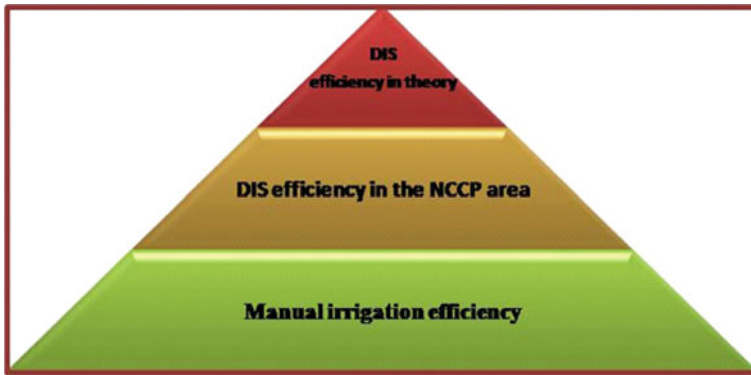 DIS
efficiency in theory
DIS efficiency in the NCCP area
Manual irrigation efficiency